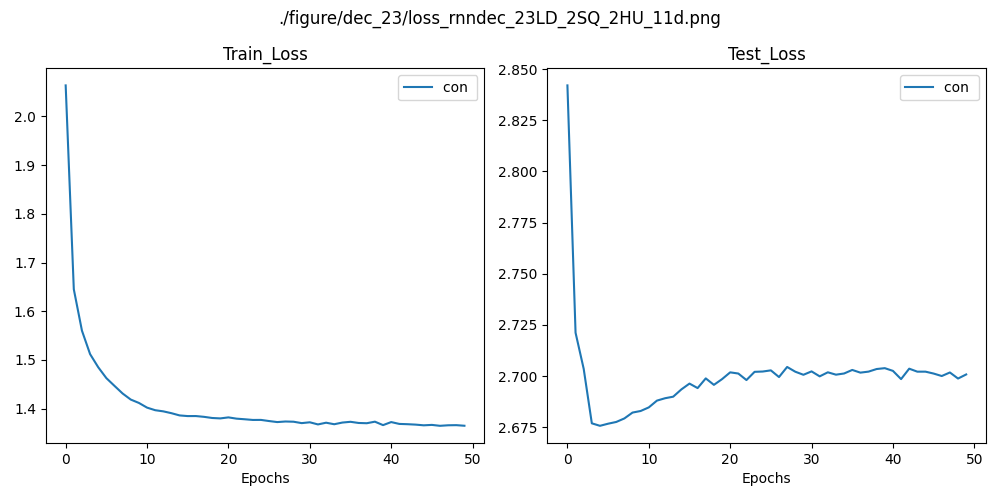 ./figure/dec_23/loss_rnndec_23LD_2SQ_2HU_11d.png
Train_Loss
con
2.0
1.9
1.8
1.7
1.6
1.5
1.4
0 10 20 30 40 50
Epochs
Test_Loss
con
2.850
2.825
2.800
2.775
2.750
2.725
2.700
2.675
0 10 20 30 40 50
Epochs